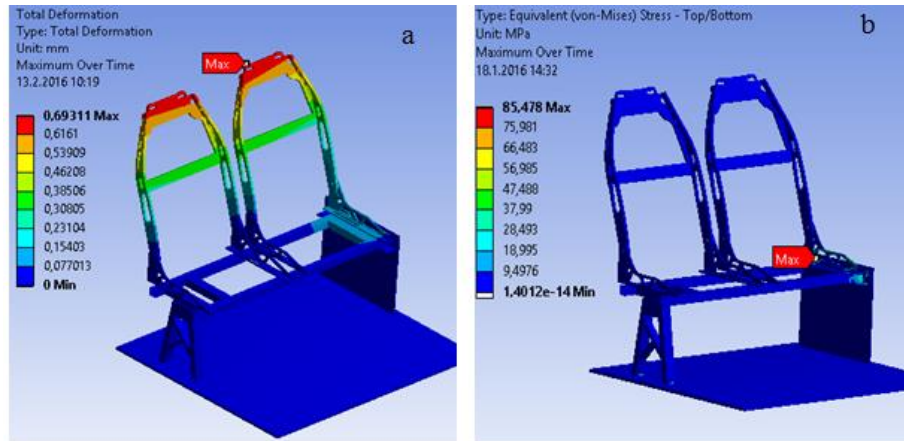 Total Deformation
Type: Total Deformation
Unit: mm
Maximum Over Time
13.2.2016 10:19
a
Max
0,69311 Max
0,6161
0,53909
0,46208
0,38506
0,30805
0,23104
0,15403
0,077013
0 Min
Type: Equivalent (von-Mises) Stress - Top/Bottom
Unit: MPa
Maximum Over Time
18.1.2016 14:32
b
85,478 Max
75,981
66,483
56,985
47,488
37,99
28,493
18,995
9,4976
1,4012e-14 Min
Max